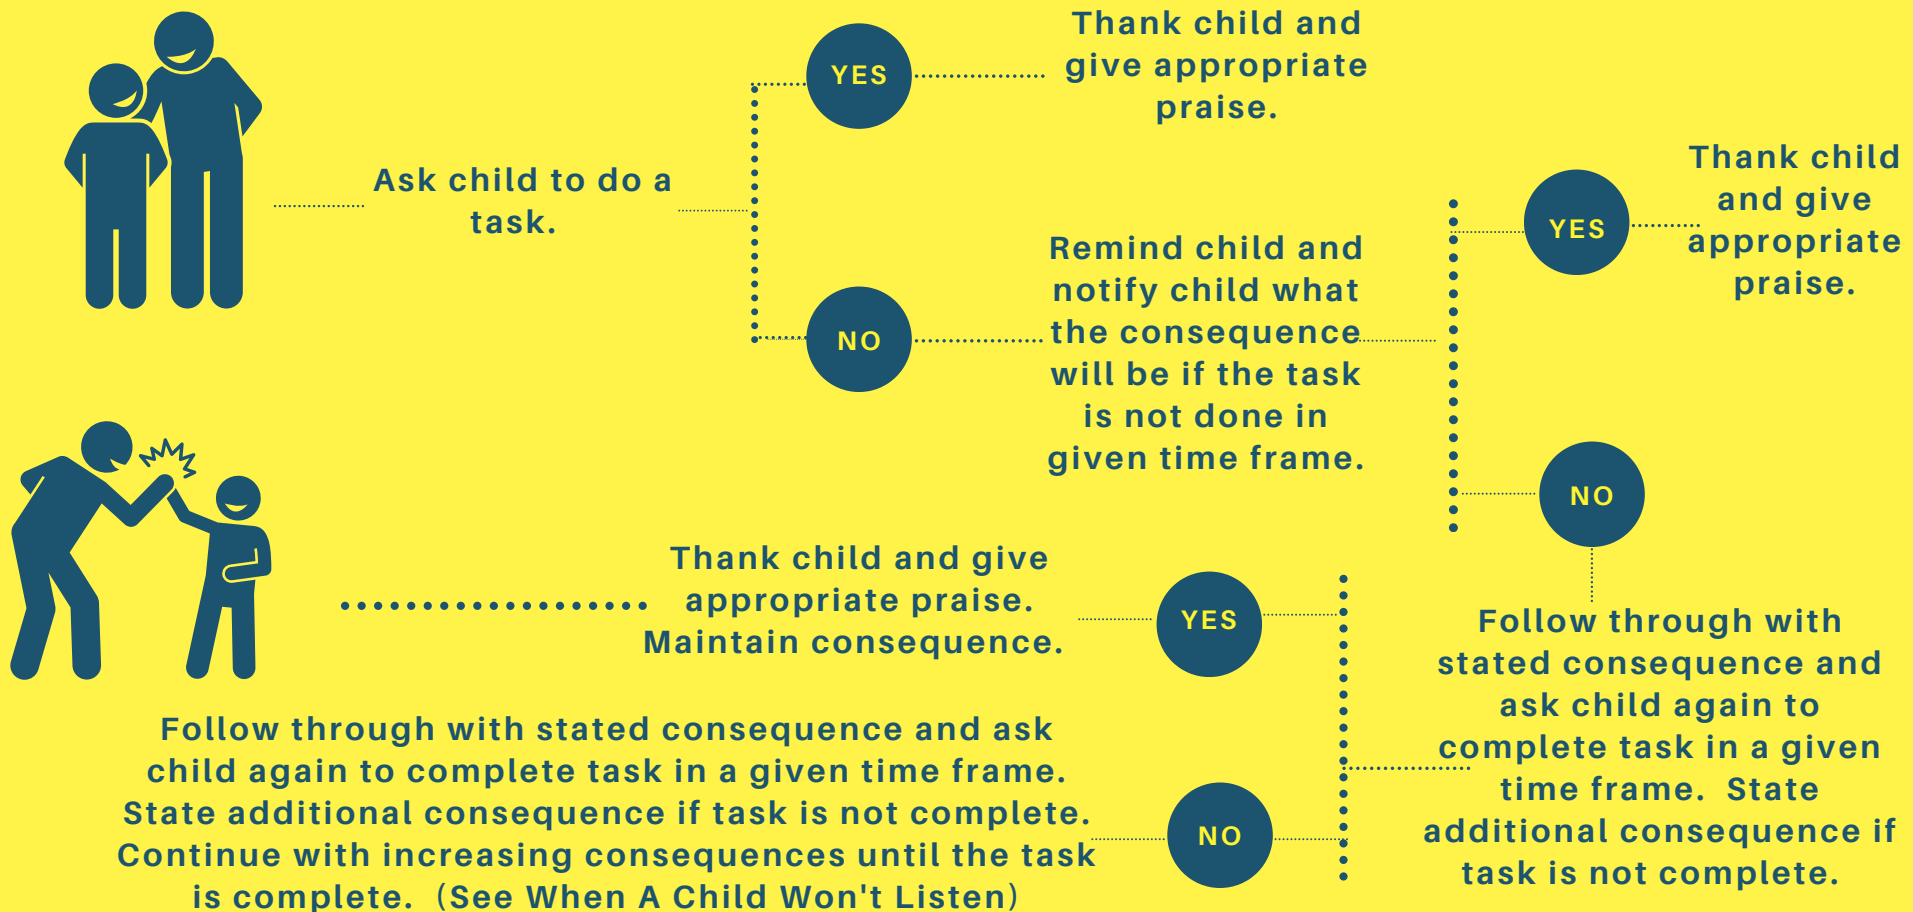 Ask child to do a
task.
YES
Thank child and
give appropriate
praise.
NO
Remind child and
notify child what
the consequence
will be if the task
is not done in
given time frame.
YES
Thank child
and give
appropriate
praise.
NO
Follow through with
stated consequence and
ask child again to
complete task in a given
time frame.  State
additional consequence if
task is not complete.
YES
Thank child and give
appropriate praise.
Maintain consequence.
NO
Follow through with stated consequence and ask
child again to complete task in a given time frame.
State additional consequence if task is not complete.
Continue with increasing consequences until the task
is complete.  (See When A Child Won't Listen)